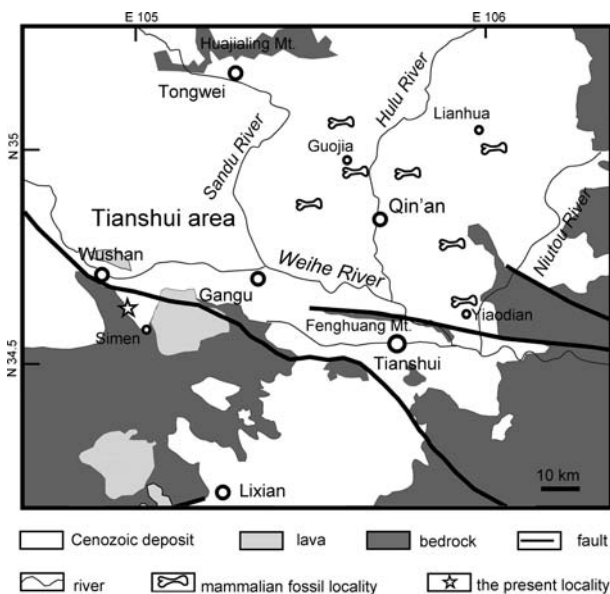 E 105
E 106
Huajialing Mt.
Tongwei
Hulu River
Lianhua
N 35
Guojia
Sandu River
Qin'an
Niutou River
Tianshui area
Wushan
Weihe River
Gangu
Yiaodian
Simen
Fenghuang Mt.
N 34.5
Tianshui
Lixian
10 km
Cenozoic deposit
lava
bedrock
fault
river
mammalian fossil locality
the present locality